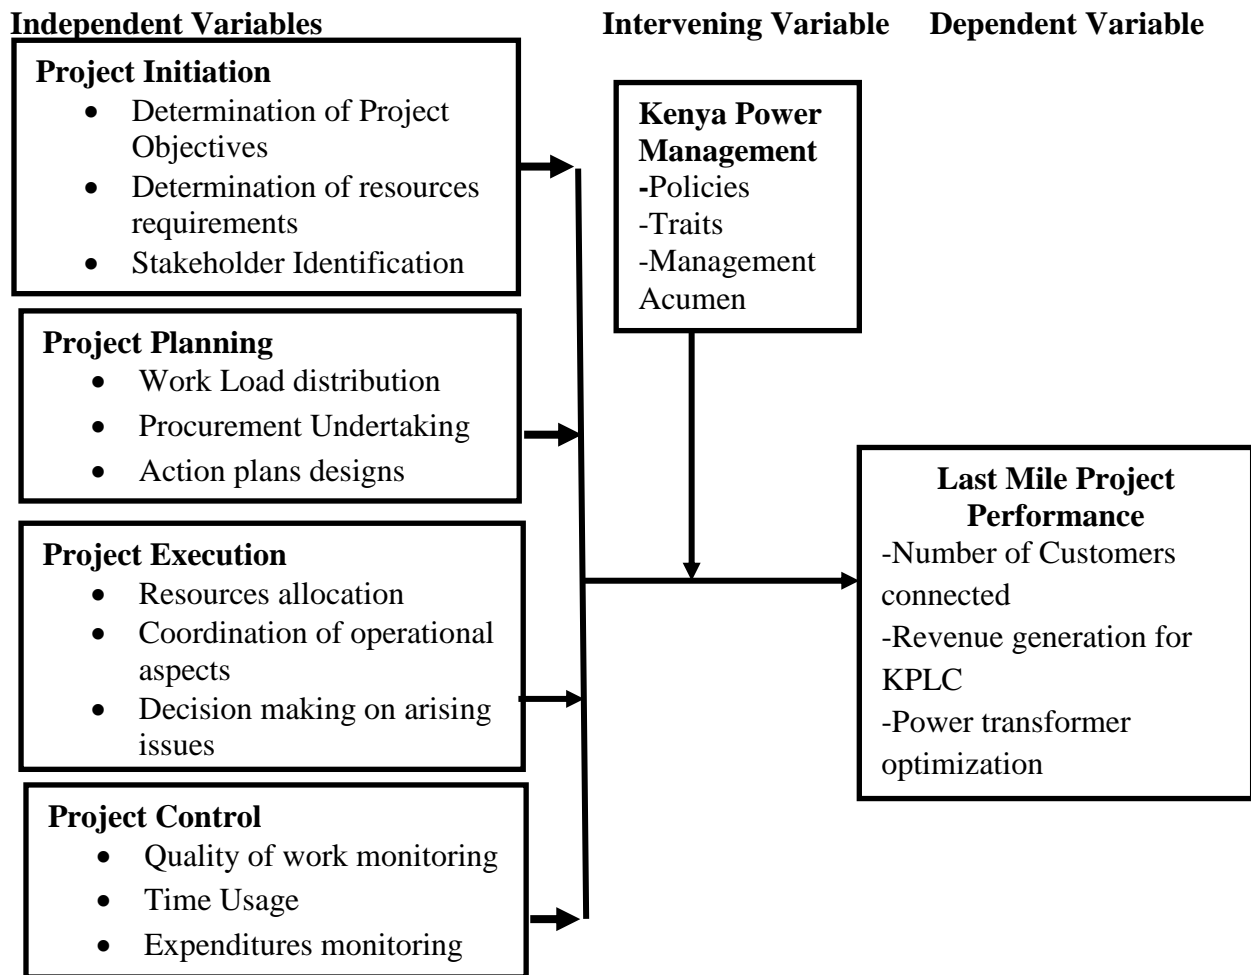 Independent Variables
Intervening Variable
Dependent Variable
Project Initiation
• Determination of Project
Objectives
• Determination of resources
requirements
• Stakeholder Identification
Project Planning
• Work Load distribution
• Procurement Undertaking
• Action plans designs
Project Execution
• Resources allocation
• Coordination of operational
aspects
• Decision making on arising
issues
Project Control
• Quality of work monitoring
• Time Usage
• Expenditures monitoring
Kenya Power
Management
-Policies
-Traits
-Management
Acumen
Last Mile Project
Performance
-Number of Customers
connected
-Revenue generation for
KPLC
-Power transformer
optimization